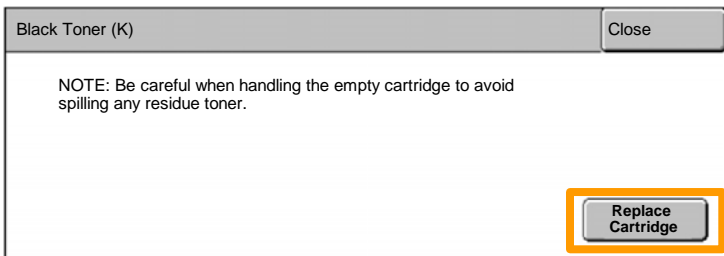 Black Toner (K)
Close
NOTE: Be careful when handling the empty cartridge to avoid
spilling any residue toner.
Replace
Cartridge